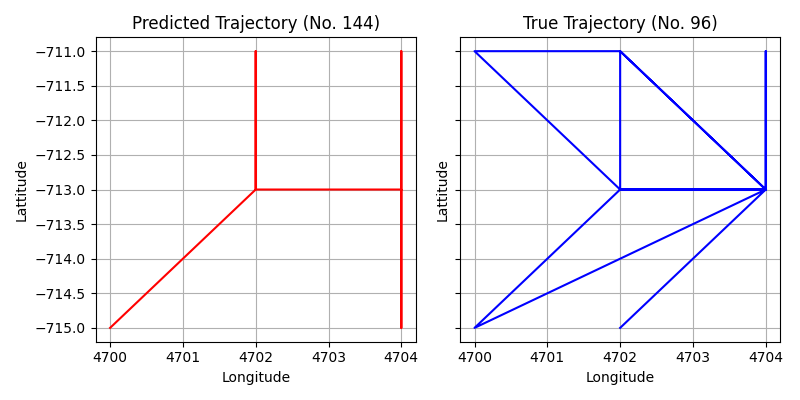 Predicted Trajectory (No. 144)
True Trajectory (No. 96)
Lattitude
−711.0
−711.5
−712.0
−712.5
−713.0
−713.5
−714.0
−714.5
−715.0
4700 4701 4702 4703 4704
Longitude
Lattitude
4700 4701 4702 4703 4704
Longitude